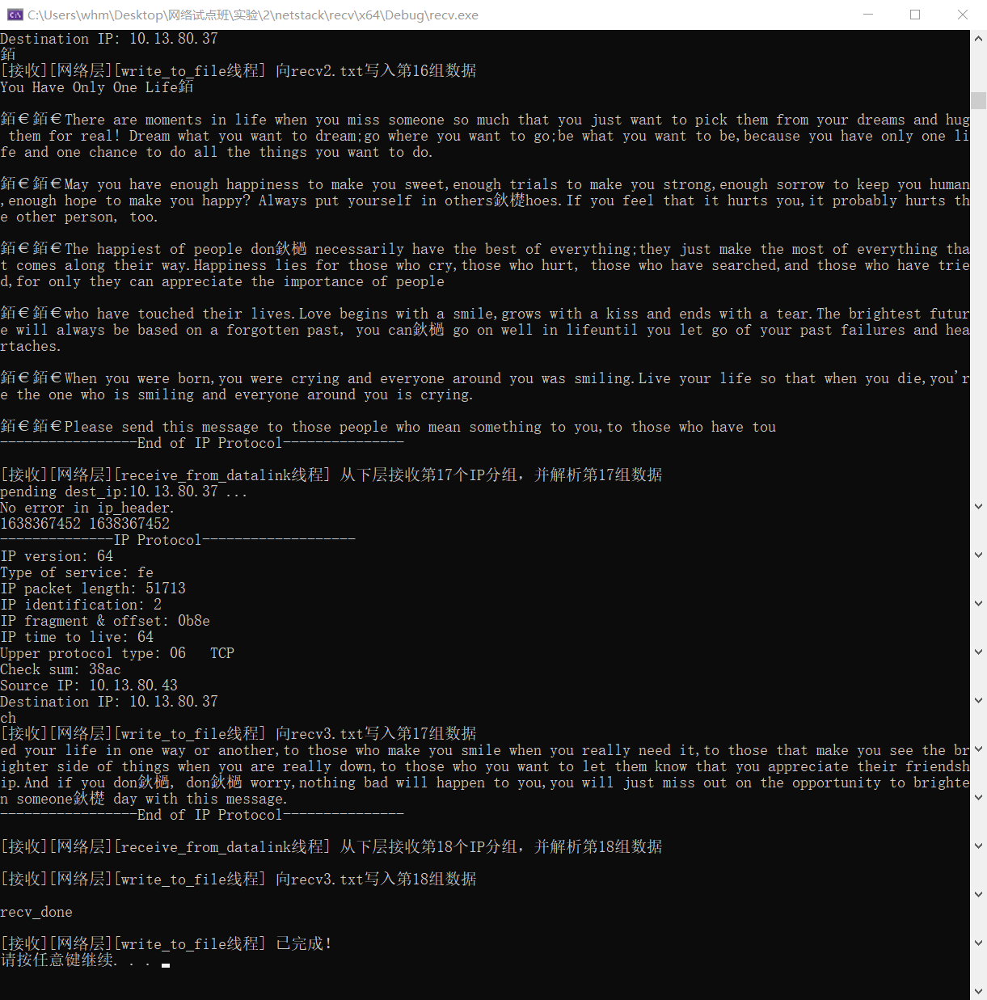 C:\Users\whm\Desktop\网络试点班\实验\2\netstack\recv\x64\Debug\recv.exe
Destination IP: 10.13.80.37
銆
[接收][网络层][write_to_file线程] 向recv2.txt写入第16组数据
You Have Only One Life銆
銆€銆€There are moments in life when you miss someone so much that you just want to pick them from your dreams and hug
 them for real! Dream what you want to dream;go where you want to go;be what you want to be,because you have only one li
fe and one chance to do all the things you want to do.
銆€銆€May you have enough happiness to make you sweet,enough trials to make you strong,enough sorrow to keep you human
,enough hope to make you happy? Always put yourself in others鈥檚hoes.If you feel that it hurts you,it probably hurts th
e other person, too.
銆€銆€The happiest of people don鈥檛 necessarily have the best of everything;they just make the most of everything tha
t comes along their way.Happiness lies for those who cry,those who hurt, those who have searched,and those who have trie
d,for only they can appreciate the importance of people
銆€銆€who have touched their lives.Love begins with a smile,grows with a kiss and ends with a tear.The brightest futur
e will always be based on a forgotten past, you can鈥檛 go on well in lifeuntil you let go of your past failures and hea
rtaches.
銆€銆€When you were born,you were crying and everyone around you was smiling.Live your life so that when you die,you're
e the one who is smiling and everyone around you is crying.
銆€銆€Please send this message to those people who mean something to you,to those who have tou
-----------------End of IP Protocol---------------
[接收][网络层][receive_from_datalink线程] 从下层接收第17个IP分组，并解析第17组数据
pending dest_ip:10.13.80.37 ...
No error in ip_header.
1638367452 1638367452
--------------IP Protocol-------------------
IP version: 64
Type of service: fe
IP packet length: 51713
IP identification: 2
IP fragment & offset: 0b8e
IP time to live: 64
Upper protocol type: 06   TCP
Check sum: 38ac
Source IP: 10.13.80.43
Destination IP: 10.13.80.37
ch
[接收][网络层][write_to_file线程] 向recv3.txt写入第17组数据
ed your life in one way or another,to those who make you smile when you really need it,to those that make you see the br
ighter side of things when you are really down,to those who you want to let them know that you appreciate their friendsh
ip.And if you don鈥檛, don鈥檛 worry,nothing bad will happen to you,you will just miss out on the opportunity to brighte
n someone鈥檚 day with this message.
-----------------End of IP Protocol---------------
[接收][网络层][receive_from_datalink线程] 从下层接收第18个IP分组，并解析第18组数据
[接收][网络层][write_to_file线程] 向recv3.txt写入第18组数据
recv_done
[接收][网络层][write_to_file线程] 已完成！
请按任意键继续. . .